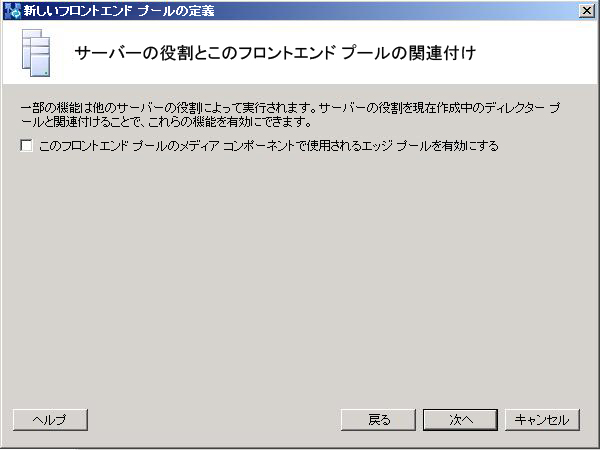 新しいフロントエンド プールの定義
サーバーの役割とこのフロントエンド プールの関連付け
一部の機能は他のサーバーの役割によって実行されます。サーバーの役割を現在作成中のディレクター プ
ールと関連付けることで、これらの機能を有効にできます。
このフロントエンド プールのメディア コンポーネントで使用されるエッジ プールを有効にする
ヘルプ
戻る
次へ
キャンセル